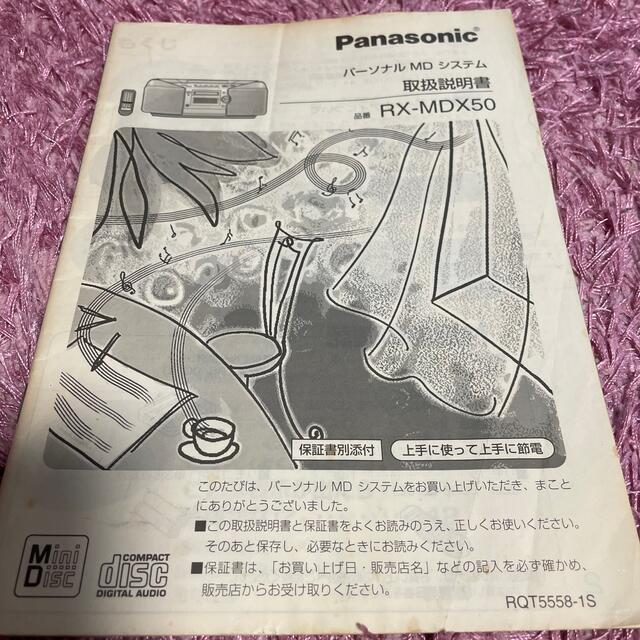 もくじ
Panasonic®
パーソナル MD システム
取扱説明書
品番 RX-MDX50
保証書別添付
上手に使って上手に節電
このたびは、パーソナル MD システムをお買い上げいただき、まこと
にありがとうございました。
■この取扱説明書と保証書をよくお読みのうえ、正しくお使いください。
そのあと保存し、必要なときにお読みください。
■保証書は、「お買い上げ日・販売店名」などの記入を必ず確かめ、
販売店からお受け取りください。
Mini
Disc
COMPACT
disc
DIGITAL AUDIO
RQT5558-1S